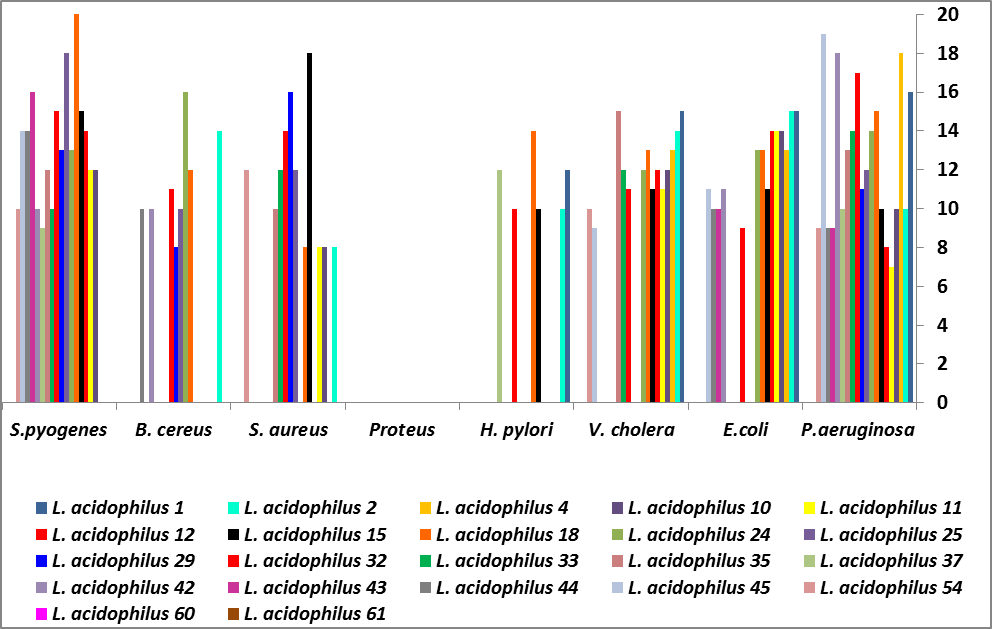 20
18
16
14
12
10
8
6
4
2
0
S.pyogenes B. cereus S. aureus Proteus H. pylori V. cholera E.coli P.aeruginosa
L. acidophilus 1 L. acidophilus 2 L. acidophilus 4 L. acidophilus 10 L. acidophilus 11
L. acidophilus 12 L. acidophilus 15 L. acidophilus 18 L. acidophilus 24 L. acidophilus 25
L. acidophilus 29 L. acidophilus 32 L. acidophilus 33 L. acidophilus 35 L. acidophilus 37
L. acidophilus 42 L. acidophilus 43 L. acidophilus 44 L. acidophilus 45 L. acidophilus 54
L. acidophilus 60 L. acidophilus 61